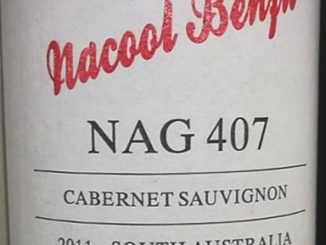 Nacool
NAG 407
CABERNET SAUVIGNON
2011 SOUTH AUSTRALIA